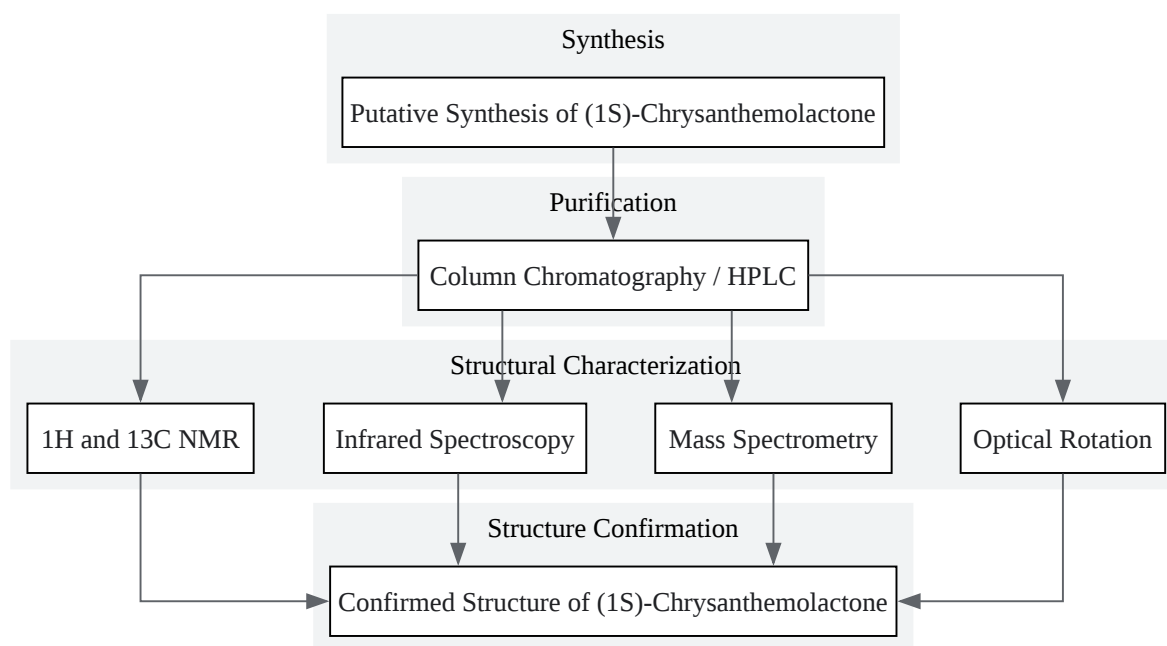 Synthesis
Putative Synthesis of (1S)-Chrysanthemolactone
Purification
Column Chromatography / HPLC
Structural Characterization
1H and 13C NMR
Infrared Spectroscopy
Mass Spectrometry
Optical Rotation
Structure Confirmation
Confirmed Structure of (1S)-Chrysanthemolactone